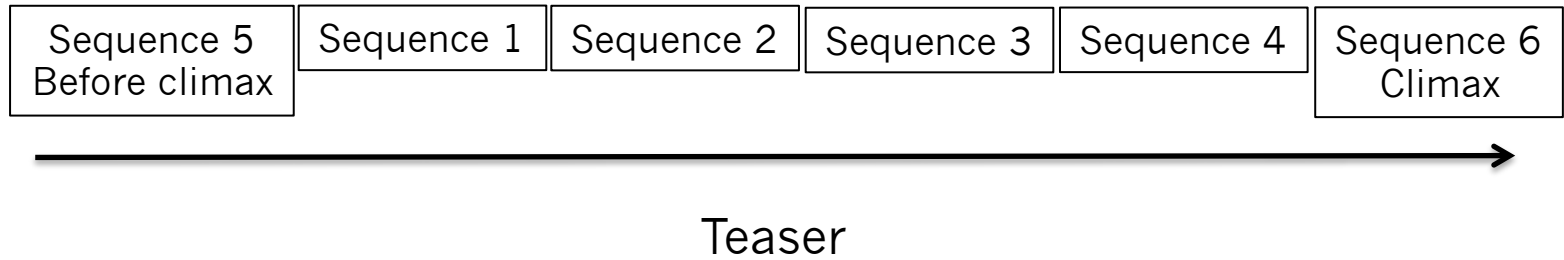 Sequence 5
Before climax
Sequence 1
Sequence 2
Sequence 3
Sequence 4
Sequence 6
Climax
Teaser